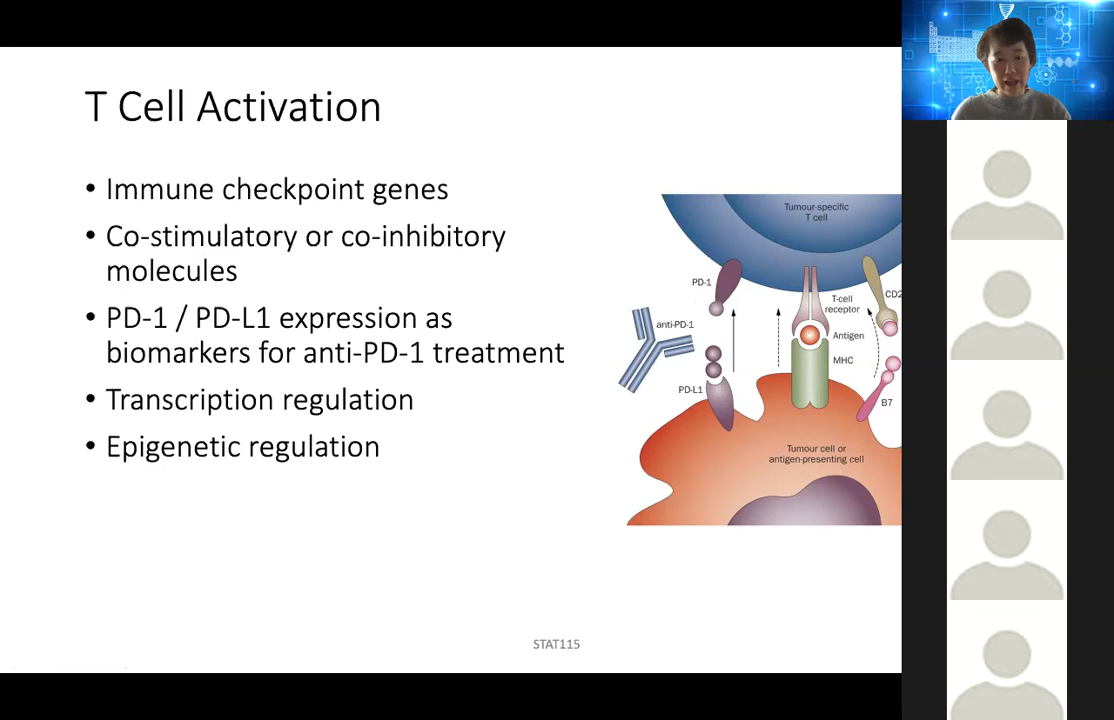 T Cell Activation
• Immune checkpoint genes
• Co-stimulatory or co-inhibitory
molecules
• PD-1 / PD-L1 expression as
biomarkers for anti-PD-1 treatment
• Transcription regulation
• Epigenetic regulation
Tumour-specific
T cell
PD-1
CD2
T-cell
receptor
anti-PD-1
Antigen
MHC
PD-L1
B7
Tumour cell or
antigen-presenting cell
STAT115